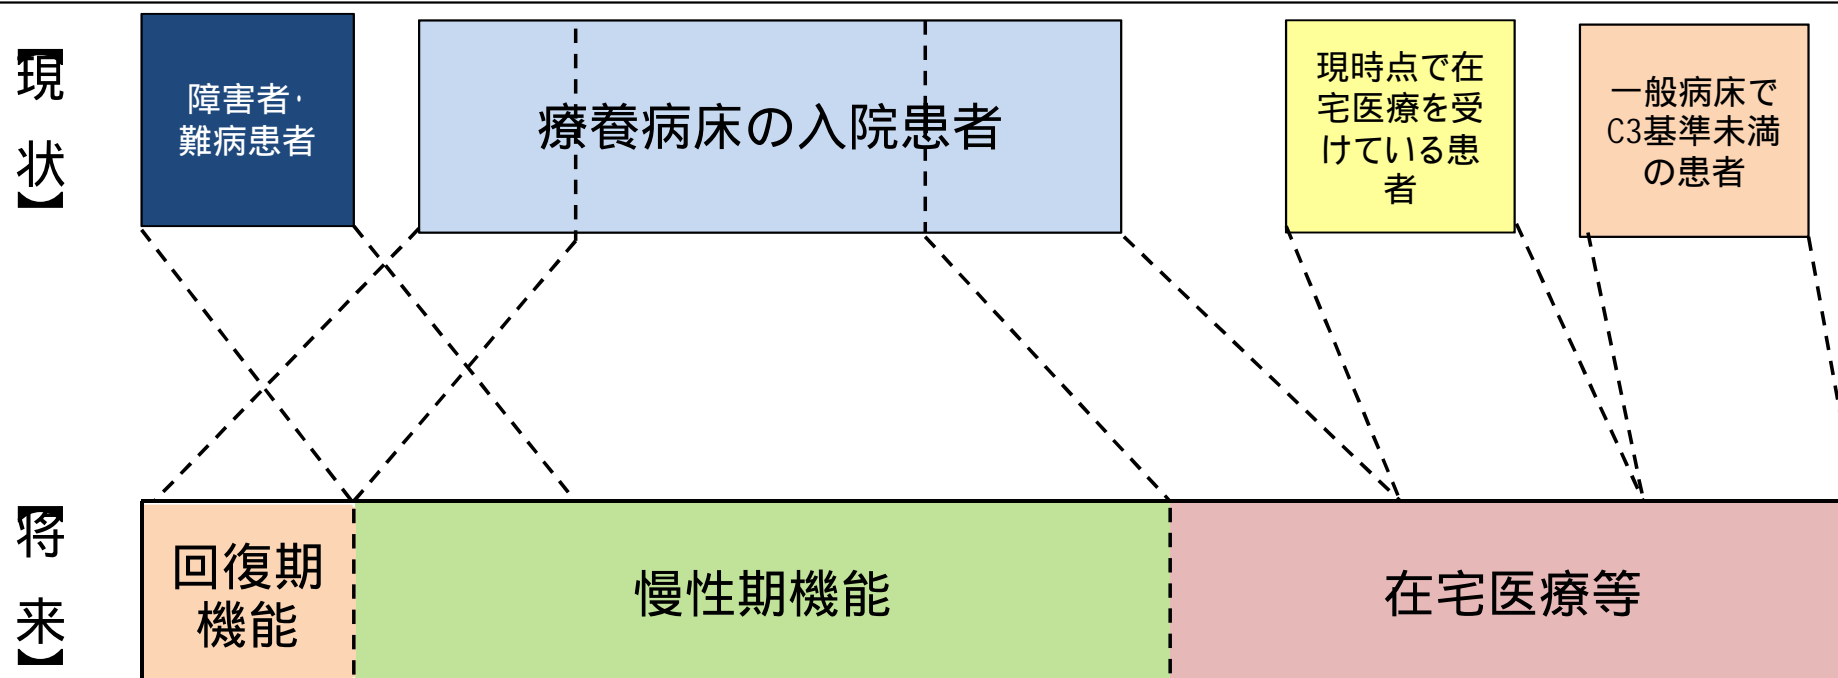 【現状】
障害者・
難病患者
療養病床の入院患者
現時点で在
宅医療を受
けている患
者
一般病床で
C3基準未満
の患者
【将来】
回復期
機能
慢性期機能
在宅医療等